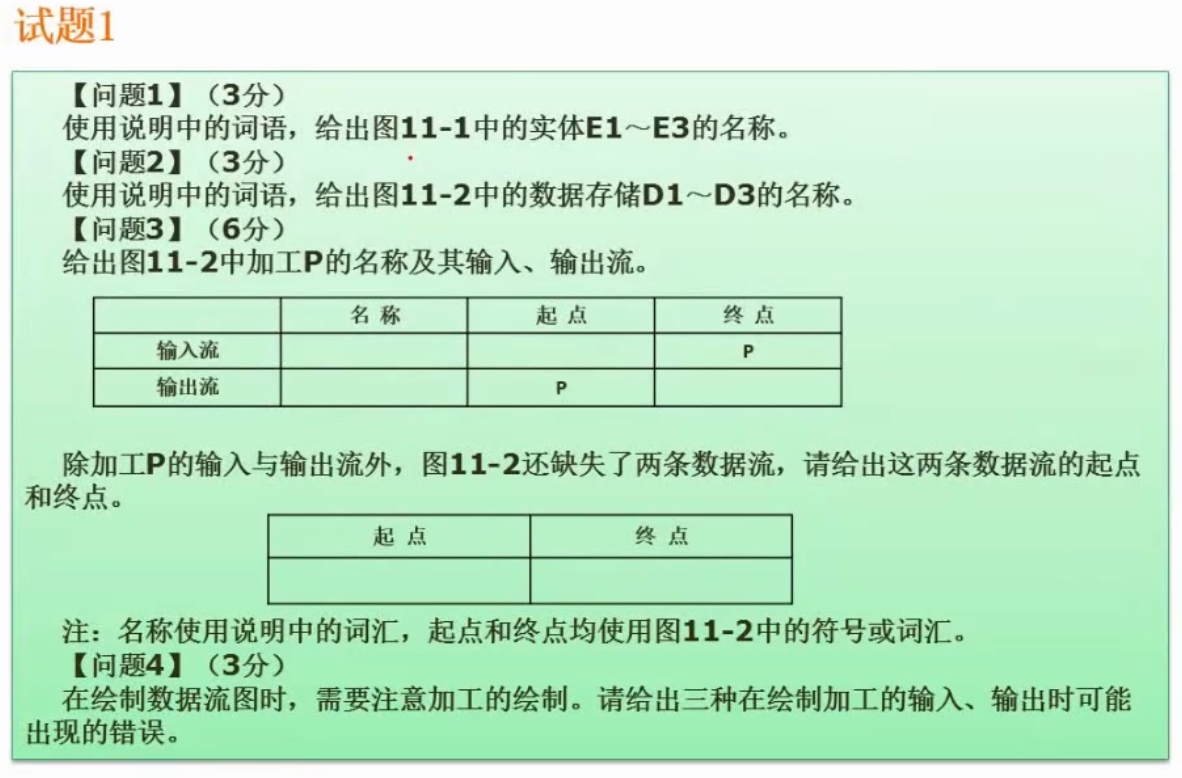 试题1
【问题1】（3分）
使用说明中的词语，给出图11-1中的实体E1～E3的名称。
【问题2】（3分）
使用说明中的词语，给出图11-2中的数据存储D1～D3的名称。
【问题3】（6分）
给出图11-2中加工P的名称及其输入、输出流。
名 称 起 点 终 点
输入流 P
输出流 P
除加工P的输入与输出流外，图11-2还缺失了两条数据流，请给出这两条数据流的起点
和终点。
起 点 终 点
注：名称使用说明中的词汇，起点和终点均使用图11-2中的符号或词汇。
【问题4】（3分）
在绘制数据流图时，需要注意加工的绘制。请给出三种在绘制加工的输入、输出时可能
出现的错误。